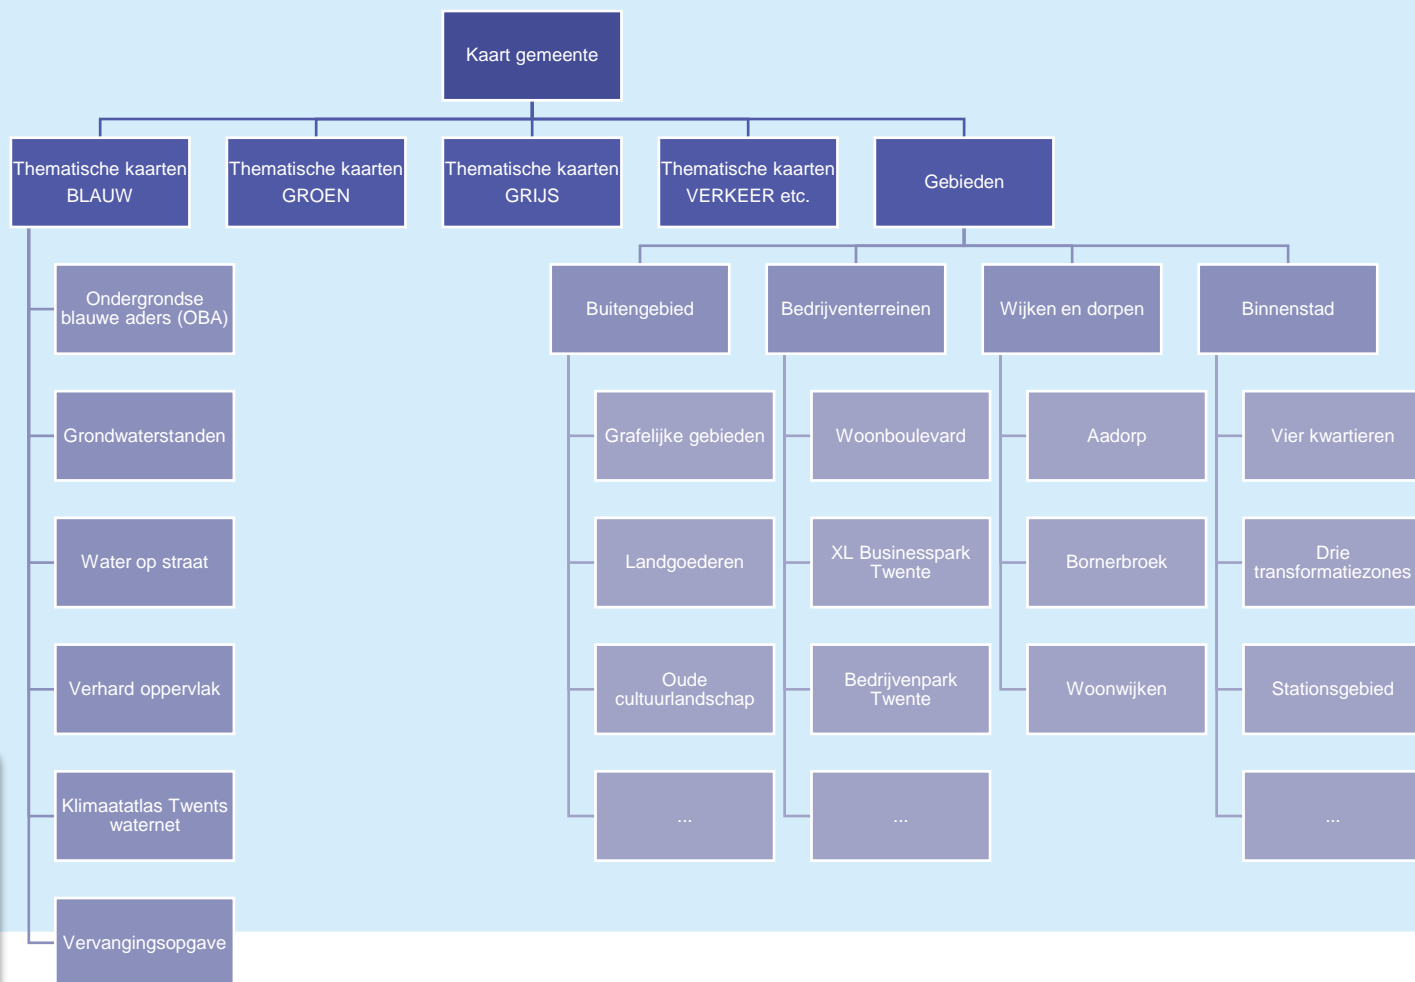 Kaart gemeente
Thematische kaarten
BLAUW
Thematische kaarten
GROEN
Thematische kaarten
GRIJS
Thematische kaarten
VERKEER etc.
Gebieden
Ondergrondse
blauwe aders (OBA)
Grondwaterstanden
Water op straat
Verhard oppervlak
Klimaatatlas Twents
waternet
Vervangingsopgave
Buitengebied
Grafelijke gebieden
Landgoederen
Oude
cultuurlandschap
...
Bedrijventerreinen
Woonboulevard
XL Businesspark
Twente
Bedrijvenpark
Twente
...
Wijken en dorpen
Aadorp
Bornerbroek
Woonwijken
Binnenstad
Vier kwartieren
Drie
transformatiezones
Stationsgebied
...